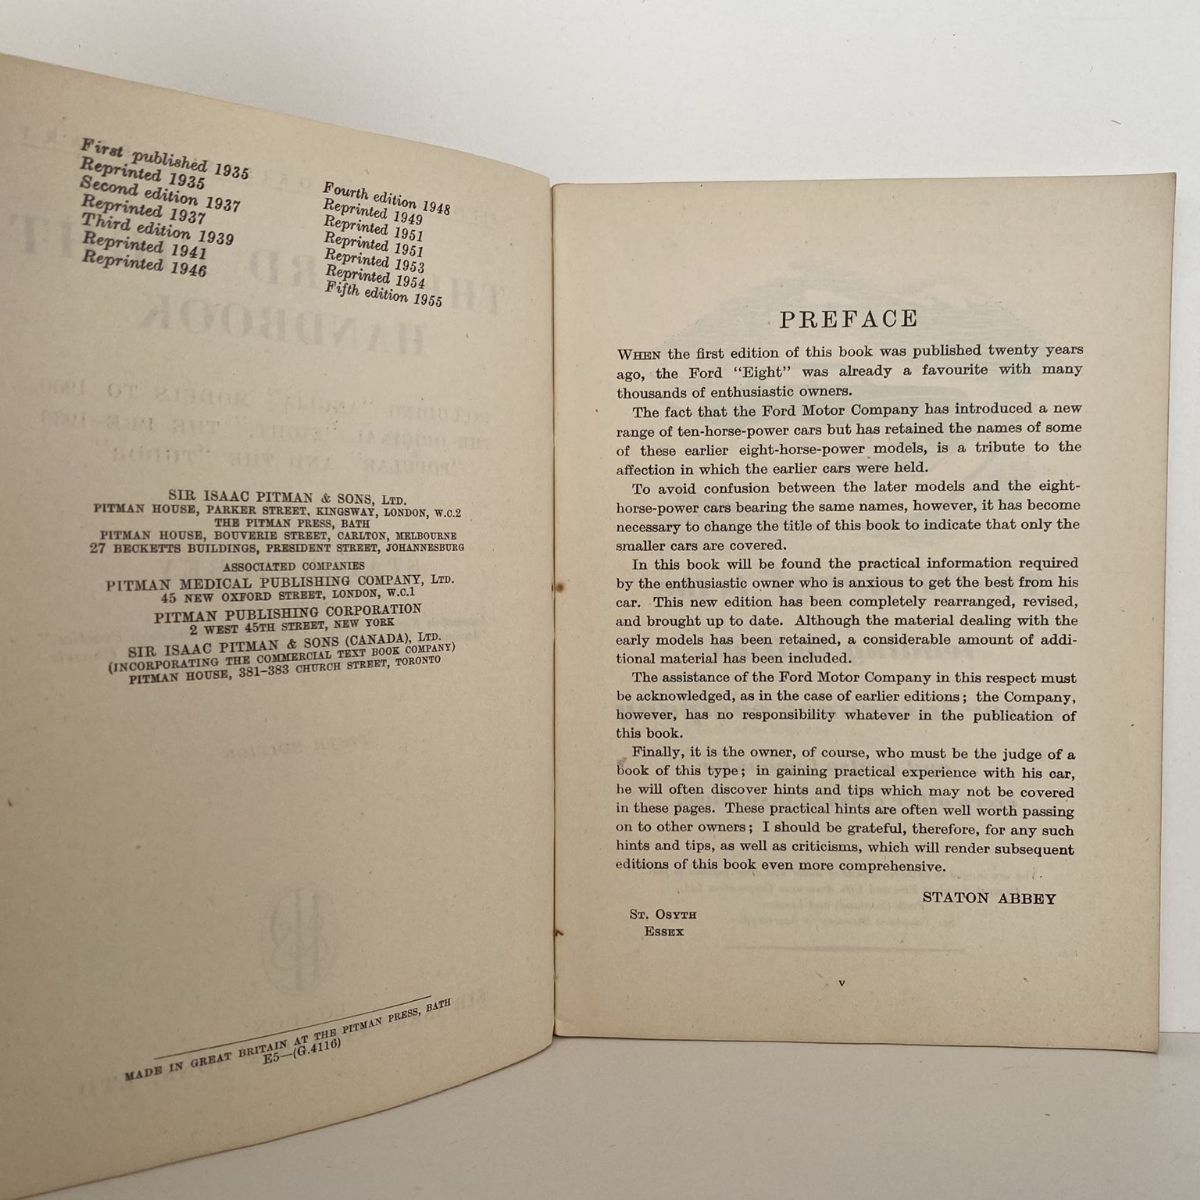 First published 1935
Reprinted 1935
Second edition 1937
Reprinted 1937
Third edition 1939
Reprinted 1941
Reprinted 1946
Fourth edition 1948
Reprinted 1949
Reprinted 1951
Reprinted 1951
Reprinted 1953
Reprinted 1954
Fifth edition 1955
SIR ISAAC PITMAN & SONS, LTD.
PITMAN HOUSE, PARKER STREET, KINGSWAY, LONDON, W.C.2
THE PITMAN PRESS, BATH
PITMAN HOUSE, BOUVERIE STREET, CARLTON, MELBOURNE
27 BECKETTS BUILDINGS, PRESIDENT STREET, JOHANNESBURG
ASSOCIATED COMPANIES
PITMAN MEDICAL PUBLISHING COMPANY, LTD.
45 NEW OXFORD STREET, LONDON, W.C.1
PITMAN PUBLISHING CORPORATION
2 WEST 45TH STREET, NEW YORK
SIR ISAAC PITMAN & SONS (CANADA), LTD.
(INCORPORATING THE COMMERCIAL TEXT BOOK COMPANY)
PITMAN HOUSE, 381-383 CHURCH STREET, TORONTO
MADE IN GREAT BRITAIN AT THE PITMAN PRESS, BATH
E5—(G.4116)
PREFACE
WHEN the first edition of this book was published twenty years
ago, the Ford "Eight" was already a favourite with many
thousands of enthusiastic owners.
The fact that the Ford Motor Company has introduced a new
range of ten-horse-power cars but has retained the names of some
of these earlier eight-horse-power models, is a tribute to the
affection in which the earlier cars were held.
To avoid confusion between the later models and the eight-
horse-power cars bearing the same names, however, it has become
necessary to change the title of this book to indicate that only the
smaller cars are covered.
In this book will be found the practical information required
by the enthusiastic owner who is anxious to get the best from his
car. This new edition has been completely rearranged, revised,
and brought up to date. Although the material dealing with the
early models has been retained, a considerable amount of addi-
tional material has been included.
The assistance of the Ford Motor Company in this respect must
be acknowledged, as in the case of earlier editions; the Company,
however, has no responsibility whatever in the publication of
this book.
Finally, it is the owner, of course, who must be the judge of a
book of this type; in gaining practical experience with his car,
he will often discover hints and tips which may not be covered
in these pages. These practical hints are often well worth passing
on to other owners; I should be grateful, therefore, for any such
hints and tips, as well as criticisms, which will render subsequent
editions of this book even more comprehensive.
STATON ABBEY
ST. OSYTH
ESSEX
v